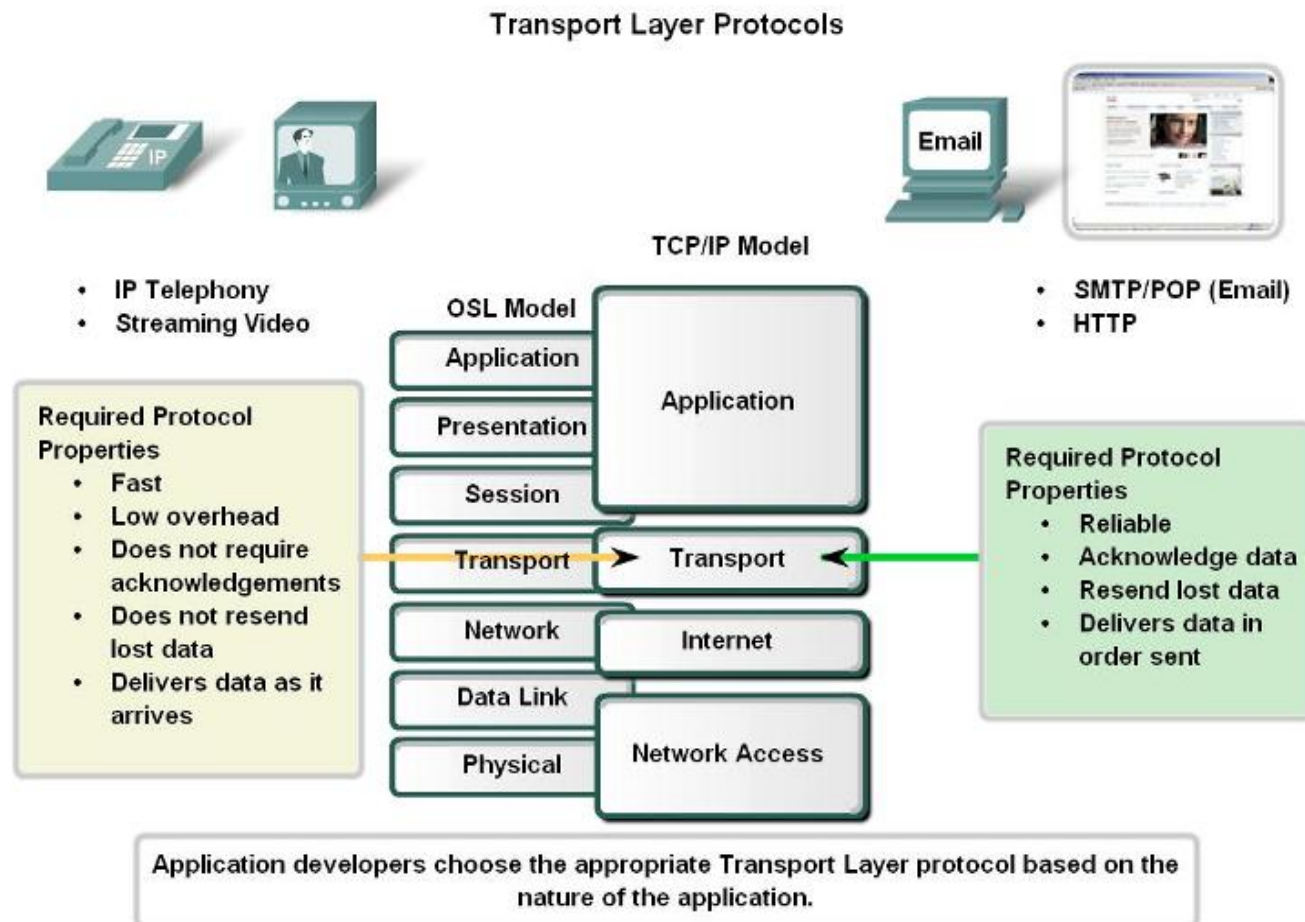 Transport Layer Protocols
IP
Email
IP Telephony
Streaming Video
TCP/IP Model
OSL Model
SMTP/POP (Email)
HTTP
Required Protocol
Properties
Fast
Low overhead
Does not require
acknowledgements
Does not resend
lost data
Delivers data as it
arrives
Application
Presentation
Session
Transport
Network
Data Link
Physical
Application
Transport
Internet
Network Access
Required Protocol
Properties
Reliable
Acknowledge data
Resend lost data
Delivers data in
order sent
Application developers choose the appropriate Transport Layer protocol based on the
nature of the application.